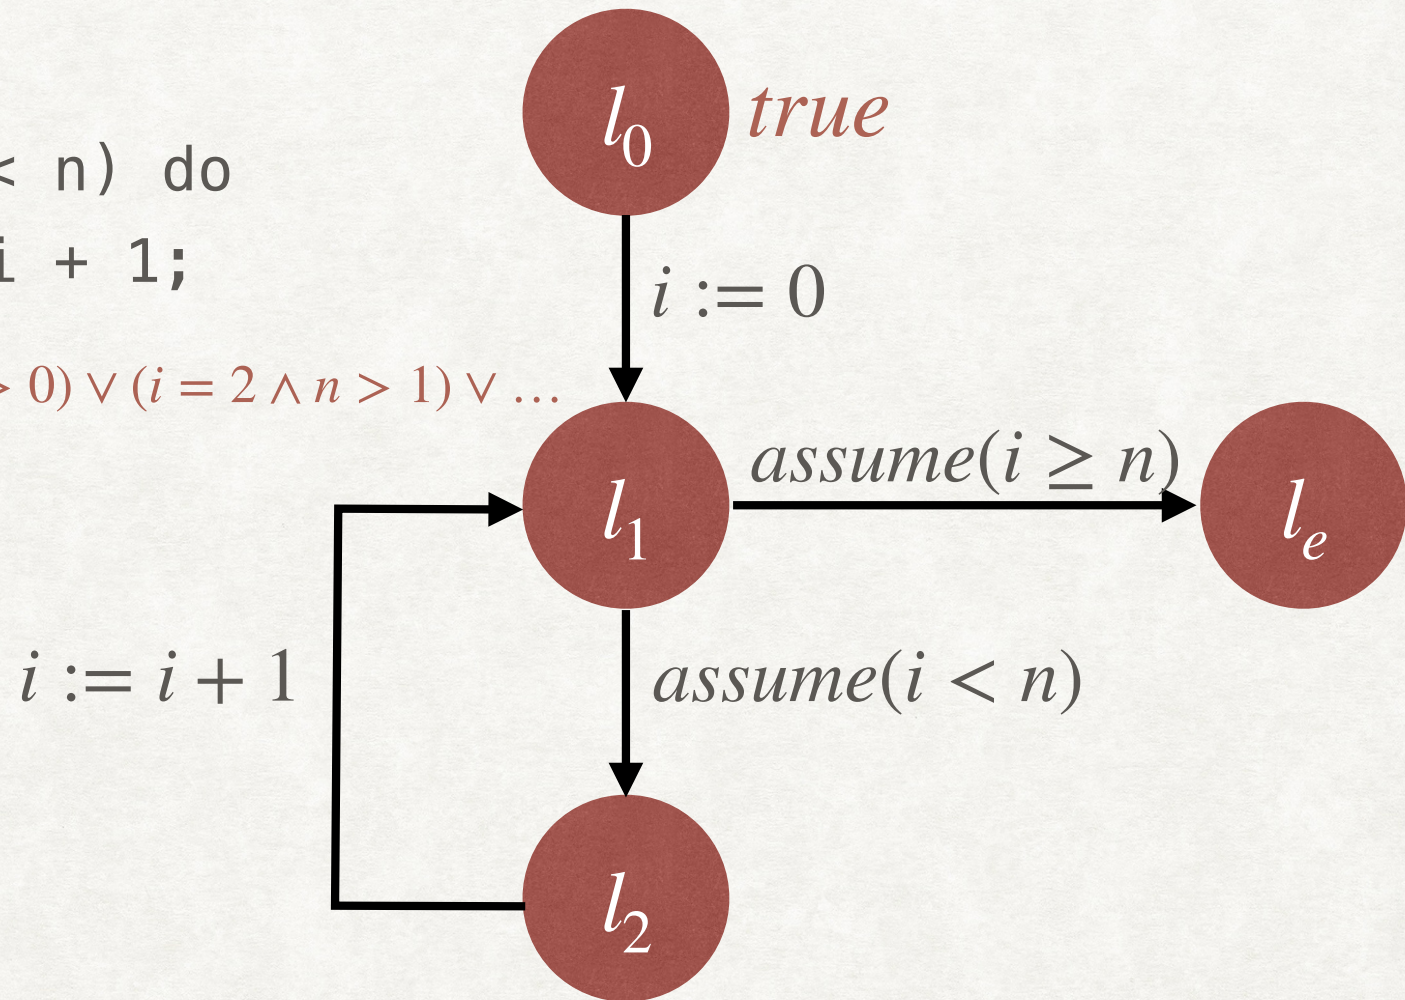 l₀ true
< n) do
i + 1;
i := 0
> 0) ∨ (i = 2 ∧ n > 1) ∨ …
assume(i ≥ n)
l₁
lₑ
i := i + 1
assume(i < n)
l₂